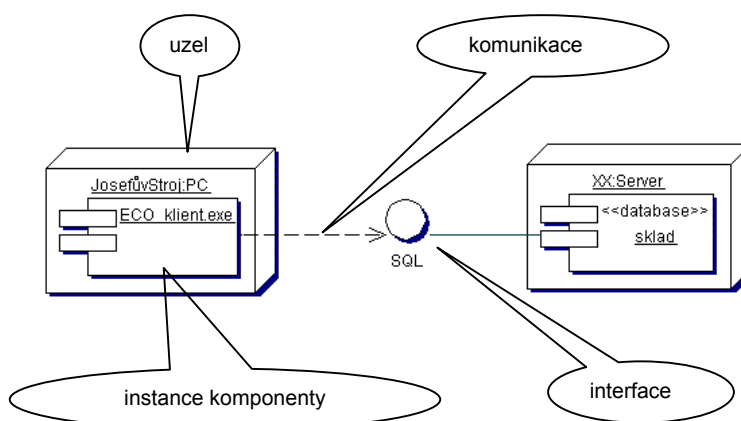 uzel
komunikace
JosefůvStroj:PC
ECO_klient.exe
SQL
XX:Server
<<database>>
sklad
instance komponenty
interface